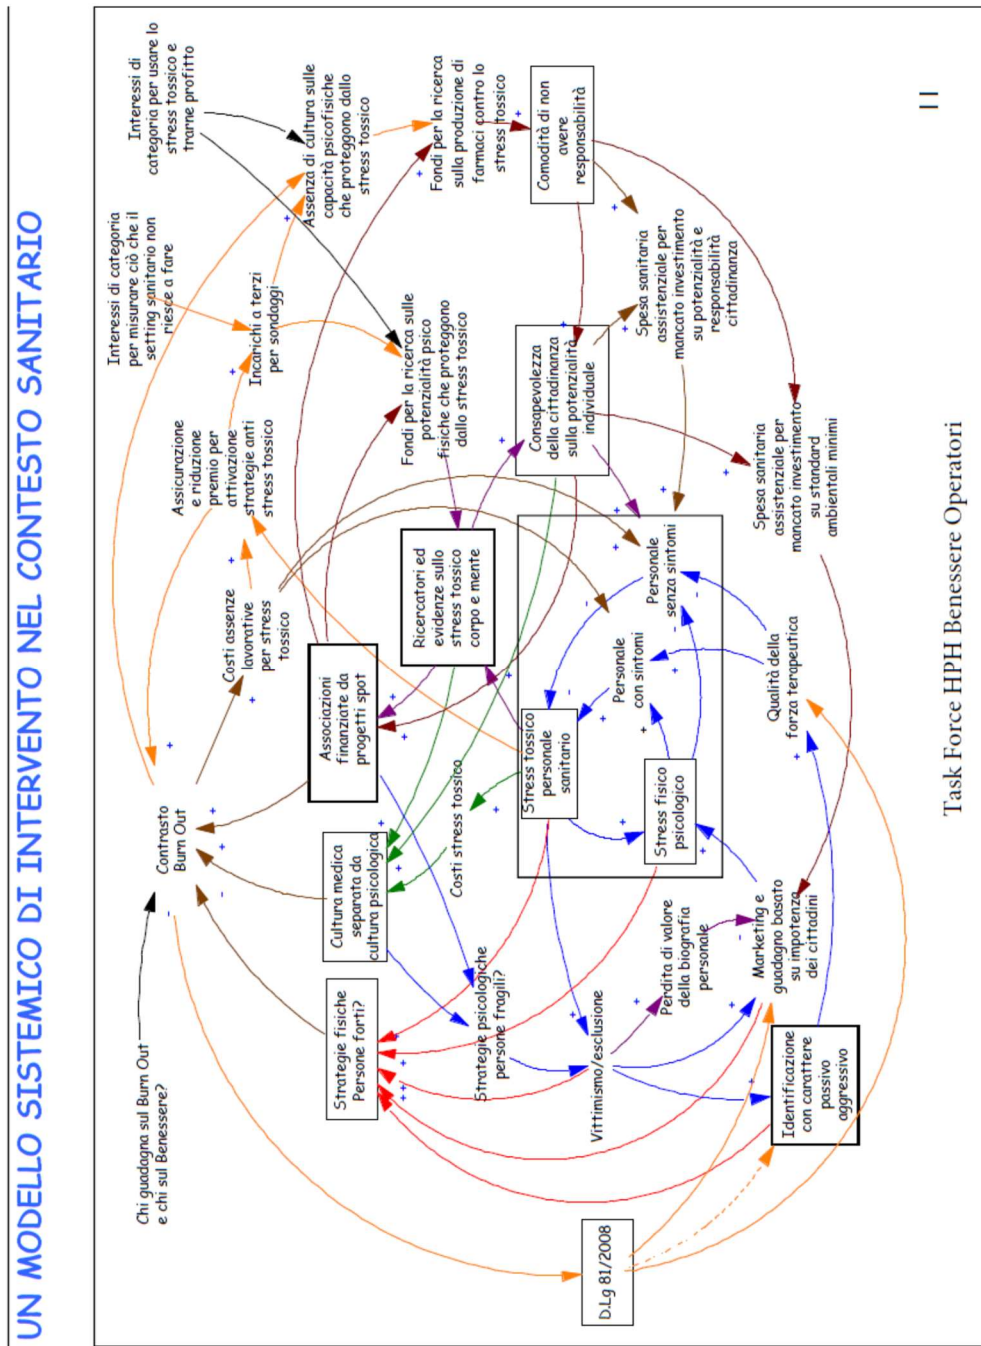 UN MODELLO SISTEMICO DI INTERVENTO NEL CONTESTO SANITARIO
Chi guadagna sul Burn Out
e chi sul Benessere?
Contrasto
Burn Out
Costi assenze
lavorative
per stress
tossico
Assicurazione
e riduzione
premio per
attivazione
strategie anti
stress tossico
Interessi di categoria
per misurare ciò che il
setting sanitario non
riesce a fare
Interessi di
categoria per usare lo
stress tossico e
trarne profitto
Incarichi a terzi
per sondaggi
Assenza di cultura sulle
capacità psicofisiche
che proteggono dallo
stress tossico
Strategie fisiche
Persone forti?
Cultura medica
separata da
cultura psicologica
Associazioni
finanziate da
progetti spot
Ricercatori ed
evidenze sullo
stress tossico
corpo e mente
Fondi per la ricerca sulle
potenzialità psico
fisiche che proteggono
dallo stress tossico
Fondi per la ricerca
sulla produzione di
farmaci contro lo
stress tossico
Strategie psicologiche
persone fragili?
Costi stress tossico
Stress tossico
personale
sanitario
Consapevolezza
della cittadinanza
sulla potenzialità
individuale
Comodità di non
avere
responsabilità
D.Lg 81/2008
Vittimismo/esclusione
Perdita di valore
della biografia
personale
Stress fisico
psicologico
Personale
con sintomi
Personale
senza sintomi
Spesa sanitaria
assistenziale per
mancato investimento
su potenzialità e
responsabilità
cittadinanza
Identificazione
con carattere
passivo
aggressivo
Marketing e
guadagno basato
su impotenza
dei cittadini
Qualità della
forza terapeutica
Spesa sanitaria
assistenziale per
mancato investimento
su standard
ambientali minimi
Task Force HPH Benessere Operatori
11